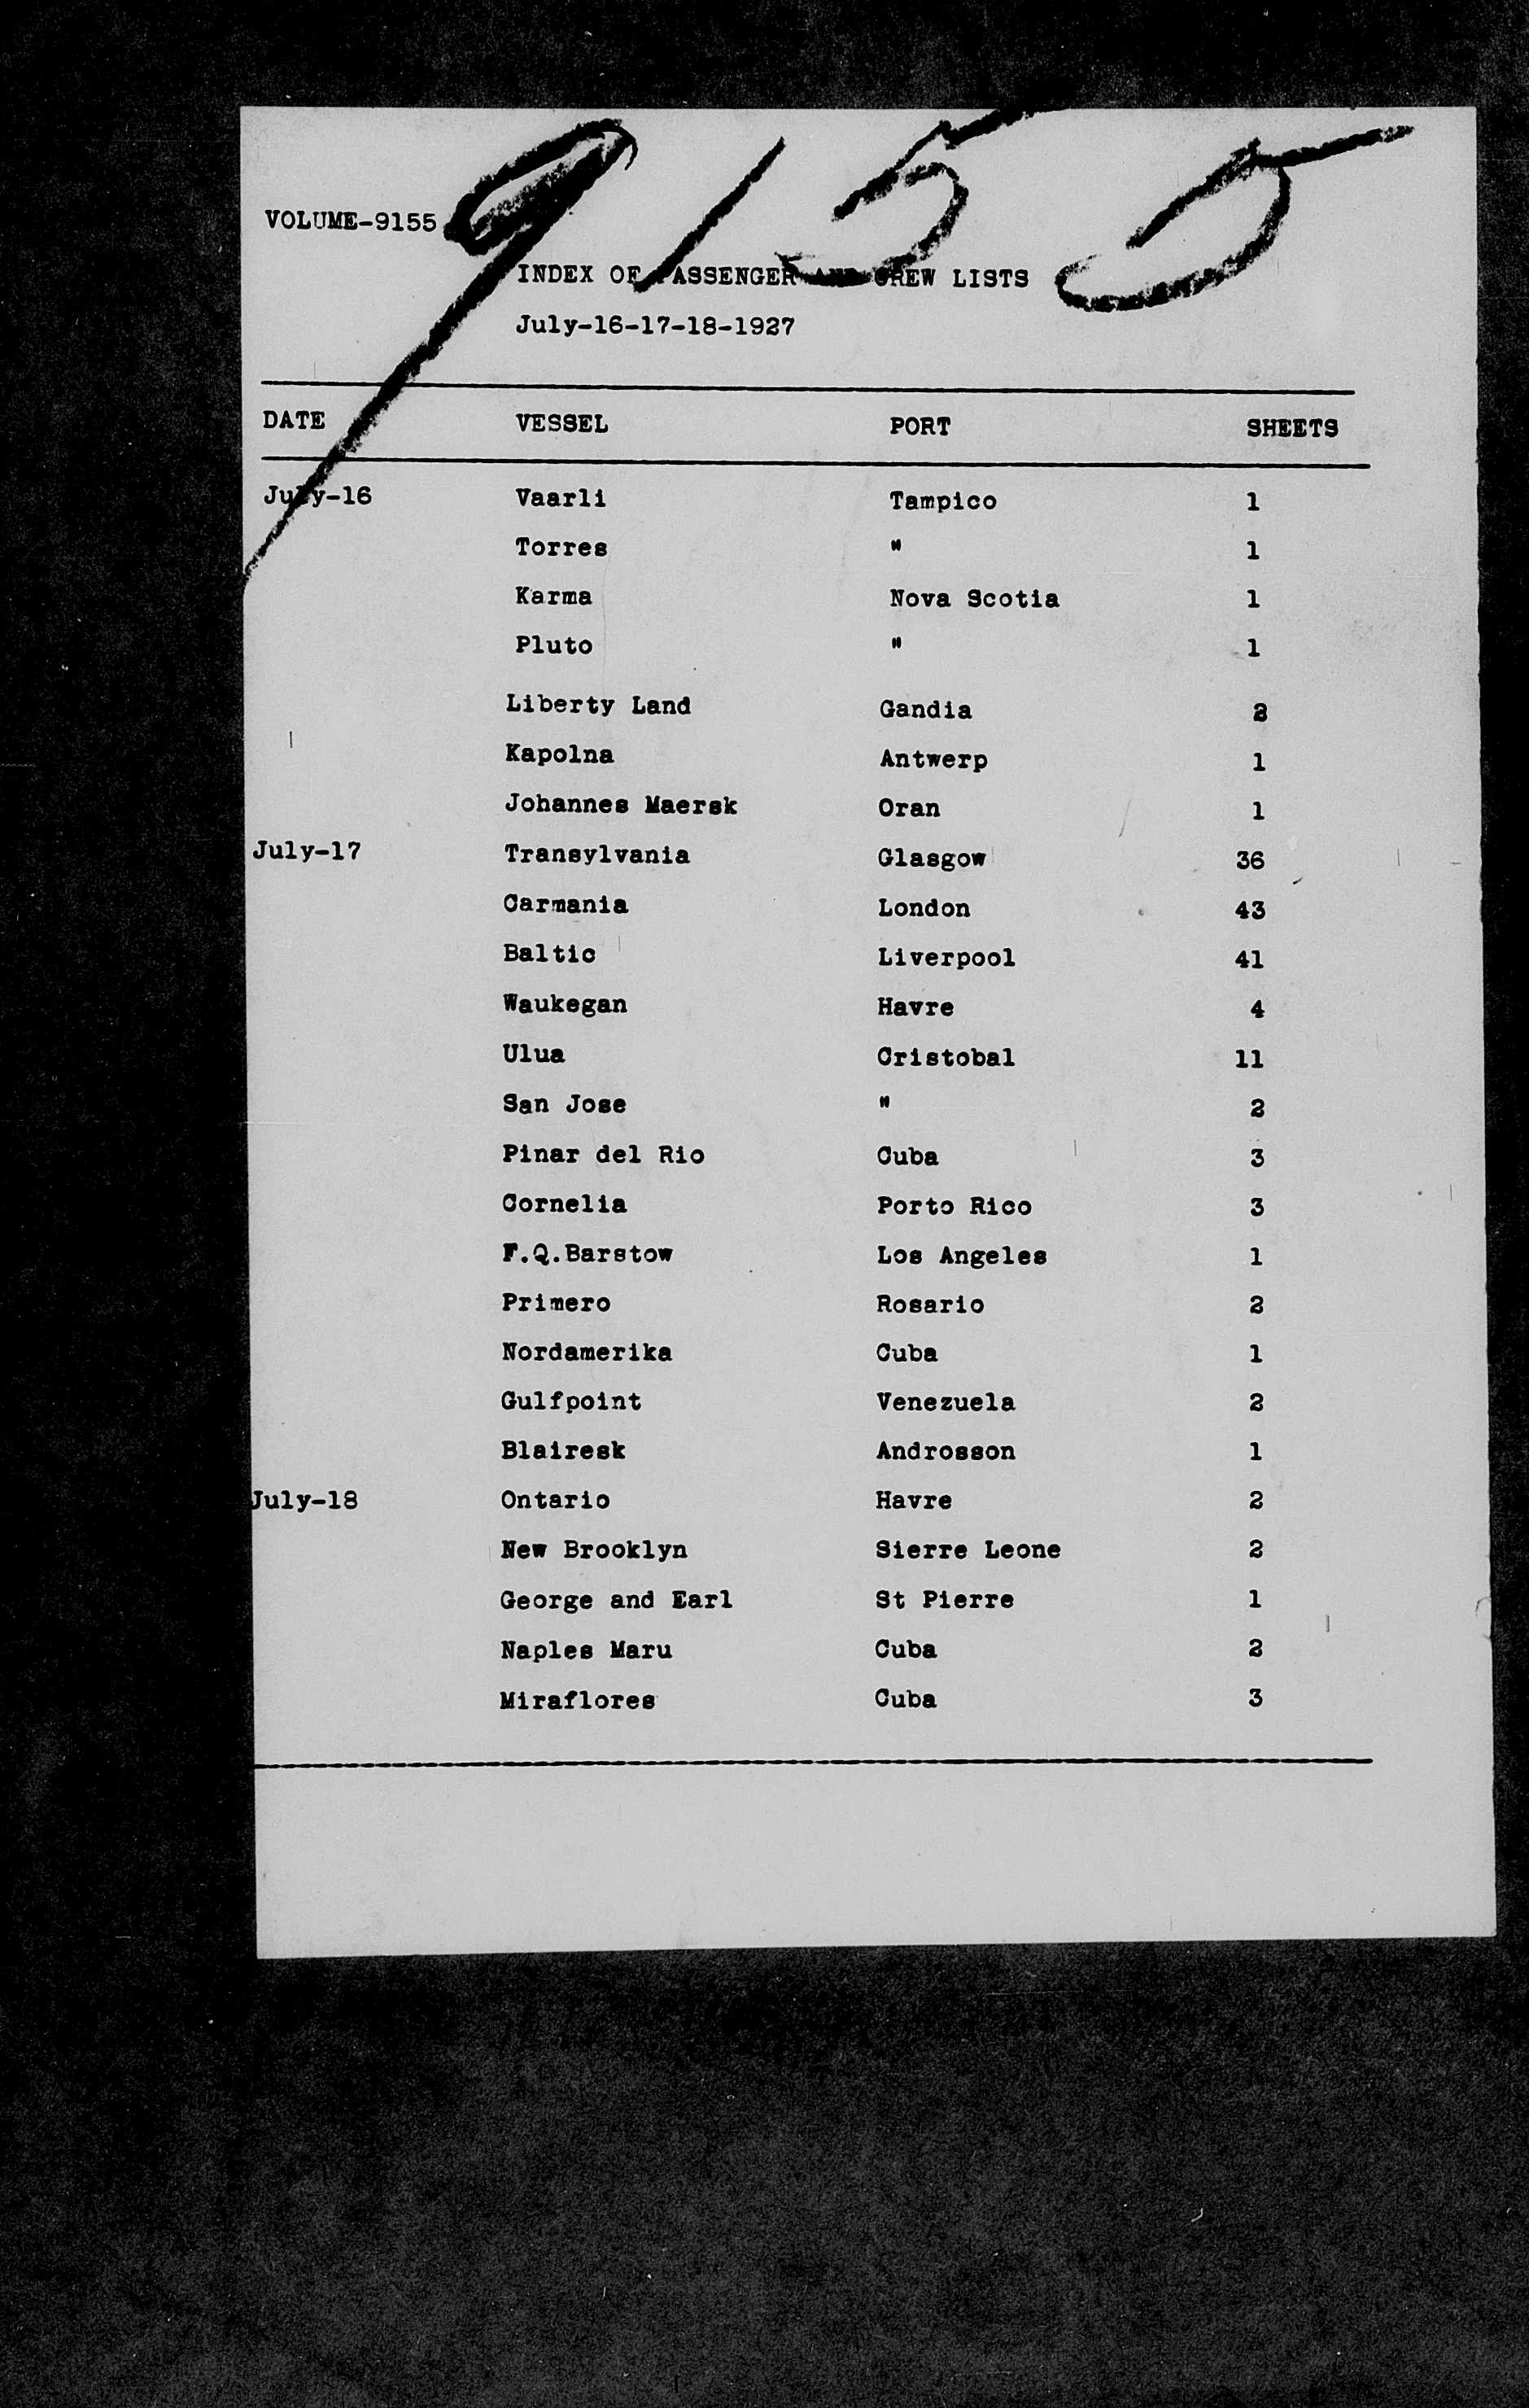 9155
VOLUME-9155
INDEX OF PASSENGER AND CREW LISTS
July-16-17-18-1927
DATE VESSEL PORT SHEETS
July-16 Vaarli Tampico 1
Torres " 1
Karma Nova Scotia 1
Pluto " 1
Liberty Land Gandia 2
Kapolna Antwerp 1
Johannes Maersk Oran 1
July-17 Transylvania Glasgow 36
Carmania London 43
Baltic Liverpool 41
Waukegan Havre 4
Ulua Cristobal 11
San Jose " 2
Pinar del Rio Cuba 3
Cornelia Porto Rico 3
F.Q.Barstow Los Angeles 1
Primero Rosario 2
Nordamerika Cuba 1
Gulfpoint Venezuela 2
Blairesk Androsson 1
July-18 Ontario Havre 2
New Brooklyn Sierre Leone 2
George and Earl St Pierre 1
Naples Maru Cuba 2
Miraflores Cuba 3